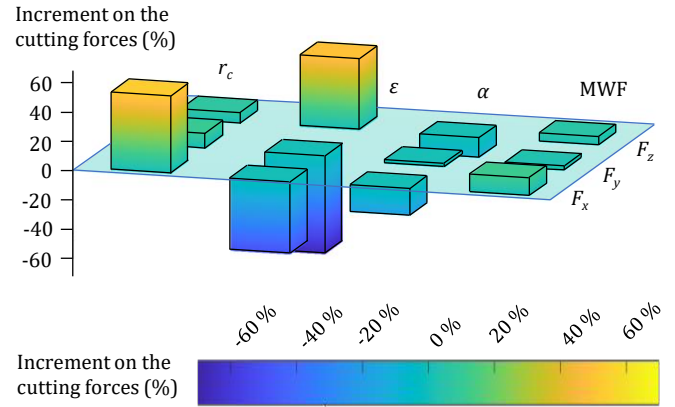 Increment on the
cutting forces (%)
r_c
ε
α
MWF
60
40
20
0
-20
-40
-60
F_z
F_y
F_x
-60 %
-40 %
-20 %
0 %
20 %
40 %
60 %
Increment on the
cutting forces (%)